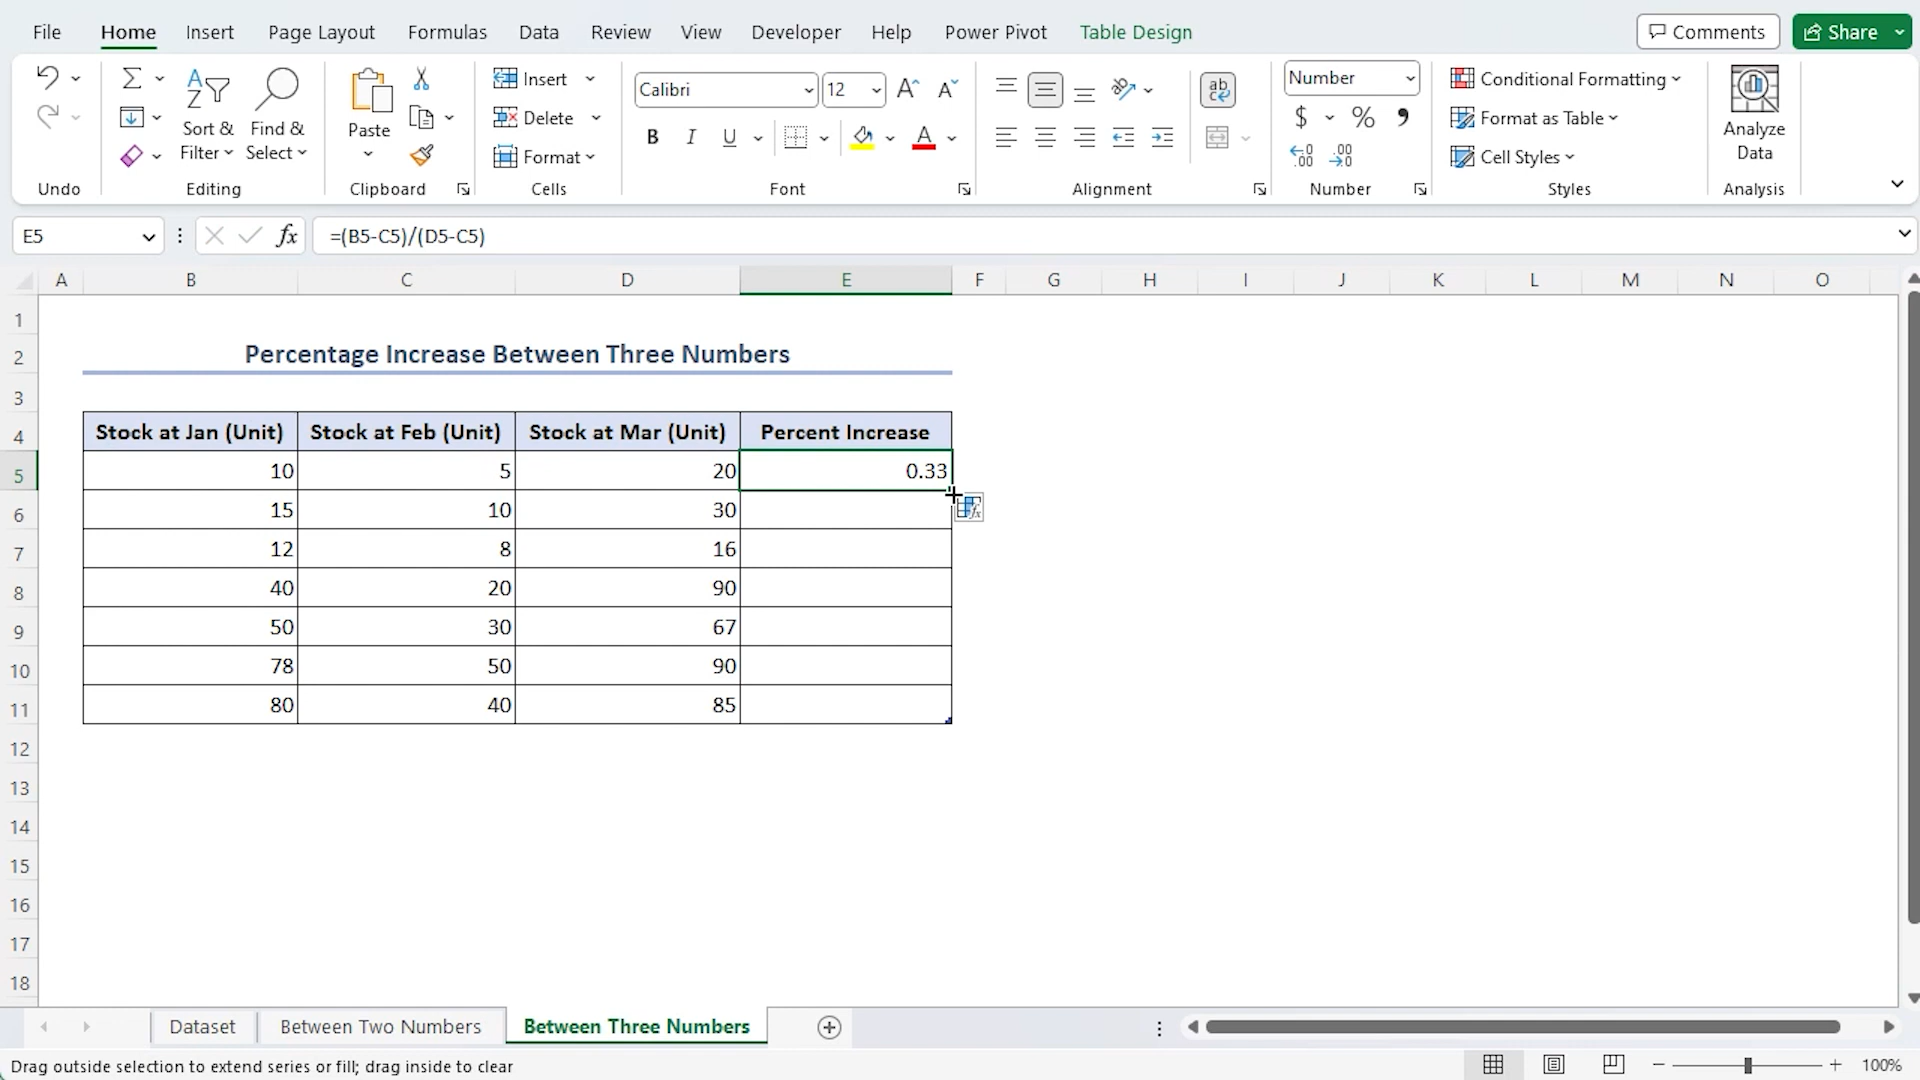 File Home Insert Page Layout Formulas Data Review View Developer Help Power Pivot Table Design Comments Share
Sort & Filter Find & Select Paste Insert Delete Format Calibri 12 B I U A ab c Number $ % , .00 .00 Conditional Formatting Format as Table Cell Styles Analyze Data
Undo Editing Clipboard Cells Font Alignment Number Styles Analysis
E5 fx =(B5-C5)/(D5-C5)
A B C D E F G H I J K L M N O
1
2 Percentage Increase Between Three Numbers
3
4 Stock at Jan (Unit) Stock at Feb (Unit) Stock at Mar (Unit) Percent Increase
5 10 5 20 0.33
6 15 10 30
7 12 8 16
8 40 20 90
9 50 30 67
10 78 50 90
11 80 40 85
12
13
14
15
16
17
18
Dataset Between Two Numbers Between Three Numbers
Drag outside selection to extend series or fill; drag inside to clear 100%